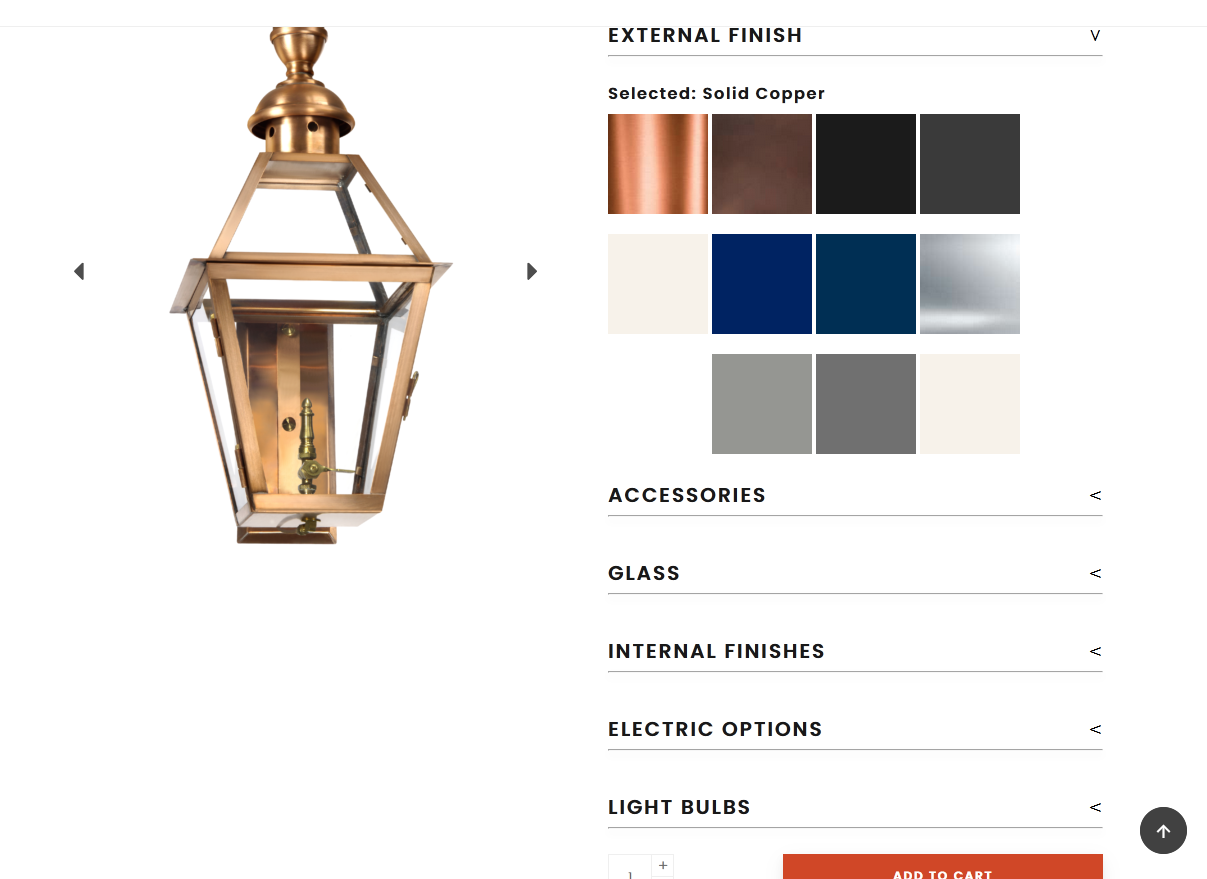 EXTERNAL FINISH
Selected: Solid Copper
ACCESSORIES
GLASS
INTERNAL FINISHES
ELECTRIC OPTIONS
LIGHT BULBS
1
+
ADD TO CART